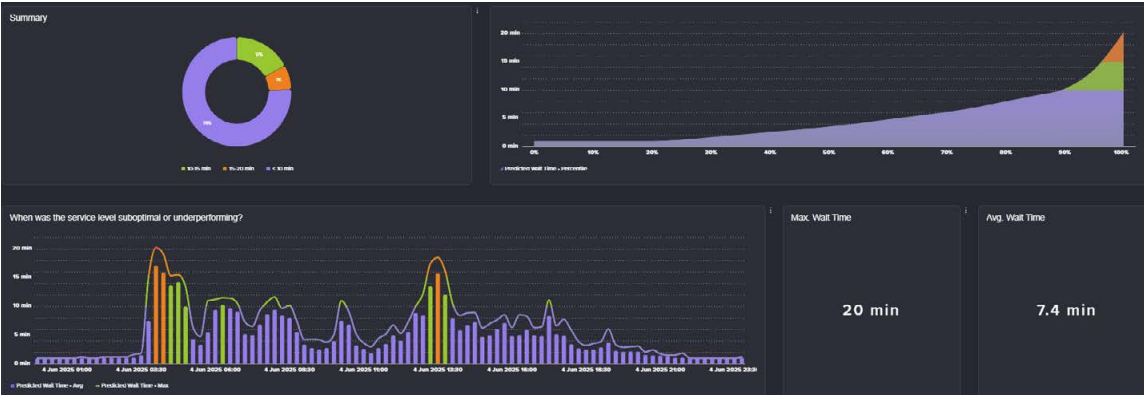 Summary
10-15 min
15-20 min
< 10 min
i
20 min
15 min
10 min
5 min
0 min
0%
10%
20%
30%
40%
50%
60%
70%
80%
90%
100%
Predicted Wait Time - Percentile
When was the service level suboptimal or underperforming?
i
20 min
15 min
10 min
5 min
0 min
4 Jun 2025 01:00
4 Jun 2025 03:30
4 Jun 2025 06:00
4 Jun 2025 08:30
4 Jun 2025 11:00
4 Jun 2025 13:30
4 Jun 2025 16:00
4 Jun 2025 18:30
4 Jun 2025 21:00
4 Jun 2025 23:30
Predicted Wait Time - Avg
Predicted Wait Time - Max
Max. Wait Time
i
20 min
Avg. Wait Time
7.4 min